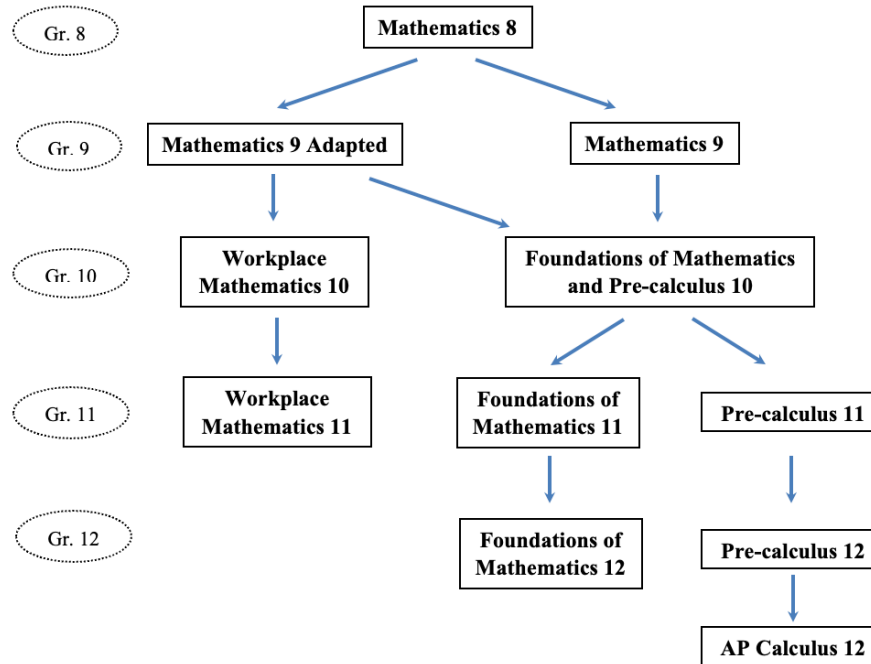 Gr. 8
Mathematics 8
Gr. 9
Mathematics 9 Adapted
Mathematics 9
Gr. 10
Workplace
Mathematics 10
Foundations of Mathematics
and Pre-calculus 10
Gr. 11
Workplace
Mathematics 11
Foundations of
Mathematics 11
Pre-calculus 11
Gr. 12
Foundations of
Mathematics 12
Pre-calculus 12
AP Calculus 12